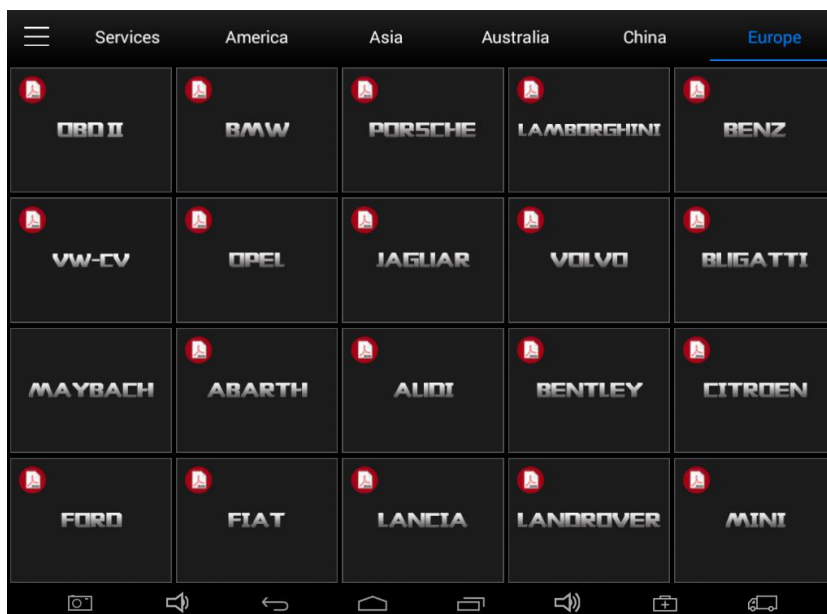 Services America Asia Australia China Europe
OBD II BMW PORSCHE LAMBORGHINI BENZ
VW-CV OPEL JAGUAR VOLVO BUGATTI
MAYBACH ABARTH AUDI BENTLEY CITROEN
FORD FIAT LANCIA LANDROVER MINI